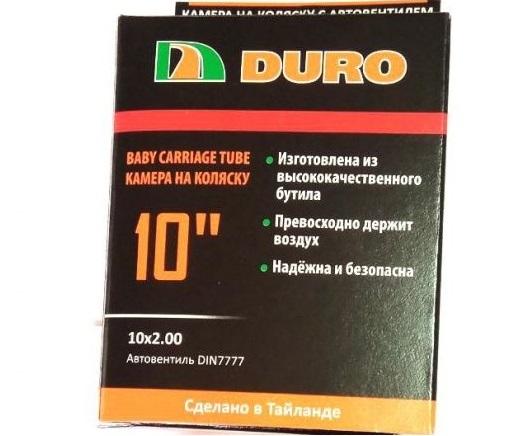 КАМЕРА НА КОЛЯСКУ С АВТОВЕНТИЛЕМ
DURO
BABY CARRIAGE TUBE
КАМЕРА НА КОЛЯСКУ
10"
• Изготовлена из
высококачественного
бутила
• Превосходно держит
воздух
• Надёжна и безопасна
10x2.00
Автовентиль DIN7777
Сделано в Тайланде